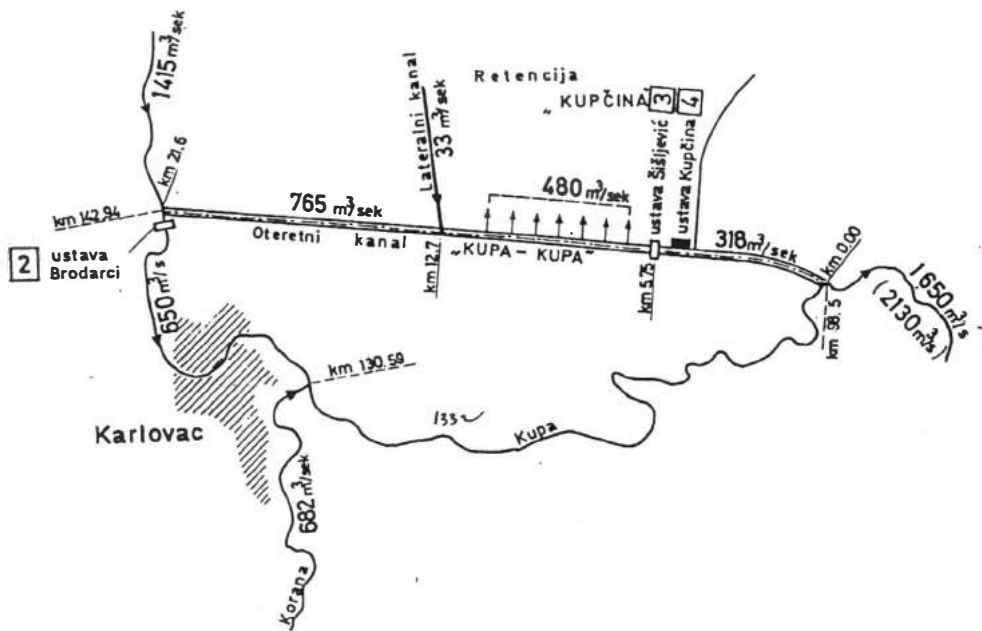 1415 m³/sek
km 21.6
km 142.94
2
ustava
Brodarci
650 m³/s
Karlovac
765 m³/sek
Oteretni kanal „KUPA – KUPA"
Lateralni kanal
33 m³/sek
km 12.7
Retencija
„KUPČINA"
480 m³/sek
3
ustava Šišljević
4
ustava Kupčina
km 5.75
318 m³/sek
km 0.00
km 98.5
1650 m³/s
(2130 m³/s)
km 130.59
1332
Kupa
682 m³/sek
Korana